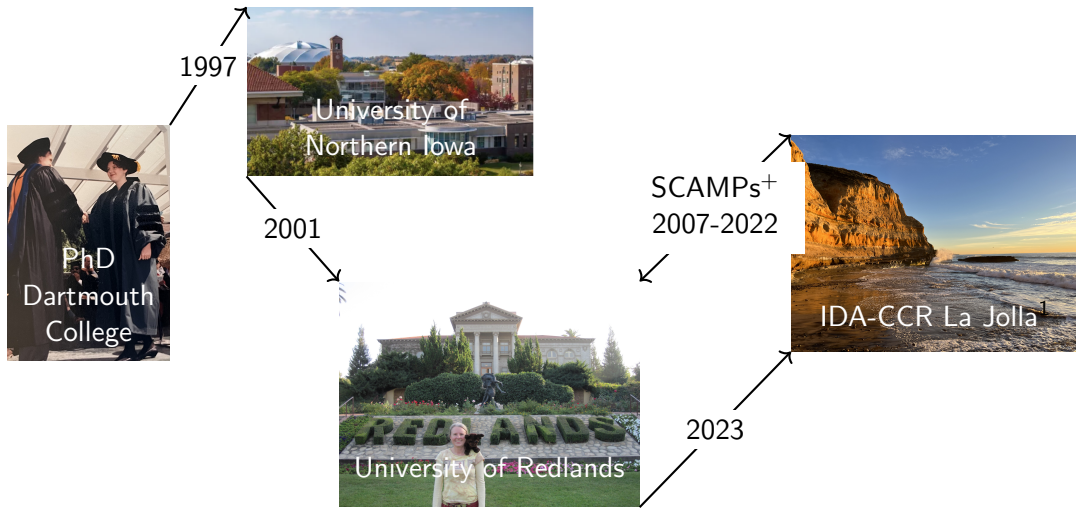 1997
University of
Northern Iowa
PhD
Dartmouth
College
2001
SCAMPs⁺
2007-2022
IDA-CCR La Jolla¹
REDLANDS
University of Redlands
2023